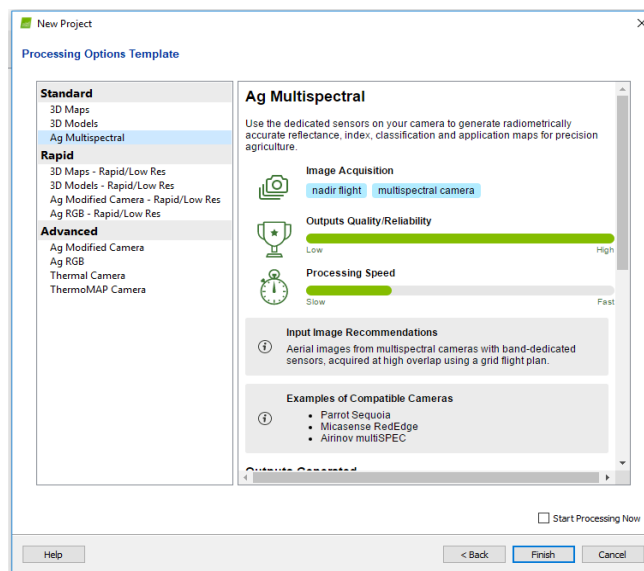 New Project
Processing Options Template
Standard
3D Maps
3D Models
Ag Multispectral
Rapid
3D Maps - Rapid/Low Res
3D Models - Rapid/Low Res
Ag Modified Camera - Rapid/Low Res
Ag RGB - Rapid/Low Res
Advanced
Ag Modified Camera
Ag RGB
Thermal Camera
ThermoMAP Camera
Ag Multispectral
Use the dedicated sensors on your camera to generate radiometrically
accurate reflectance, index, classification and application maps for precision
agriculture.
Image Acquisition
nadir flight multispectral camera
Outputs Quality/Reliability
Low High
Processing Speed
Slow Fast
Input Image Recommendations
Aerial images from multispectral cameras with band-dedicated
sensors, acquired at high overlap using a grid flight plan.
Examples of Compatible Cameras
Parrot Sequoia
Micasense RedEdge
Airinov multiSPEC
Outputs Generated
Start Processing Now
Help < Back Finish Cancel